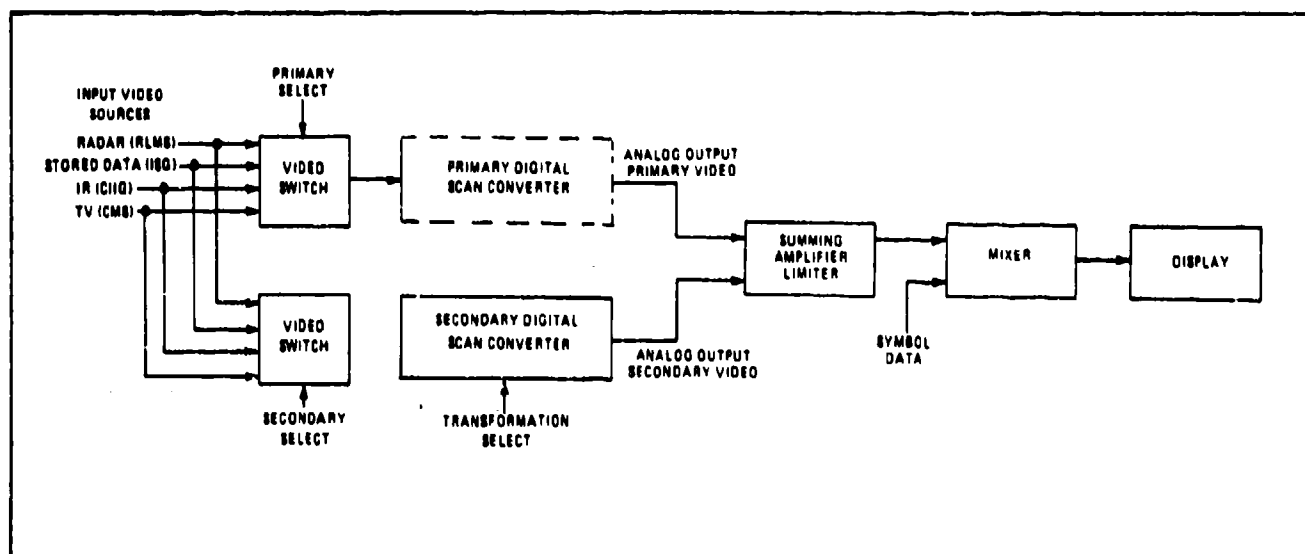 PRIMARY
SELECT
INPUT VIDEO
SOURCES
RADAR (RLMS)
STORED DATA (ISG)
IR (CIIG)
TV (CMS)
VIDEO
SWITCH
PRIMARY DIGITAL
SCAN CONVERTER
ANALOG OUTPUT
PRIMARY VIDEO
SUMMING
AMPLIFIER
LIMITER
MIXER
DISPLAY
SYMBOL
DATA
VIDEO
SWITCH
SECONDARY DIGITAL
SCAN CONVERTER
ANALOG OUTPUT
SECONDARY VIDEO
SECONDARY
SELECT
TRANSFORMATION
SELECT